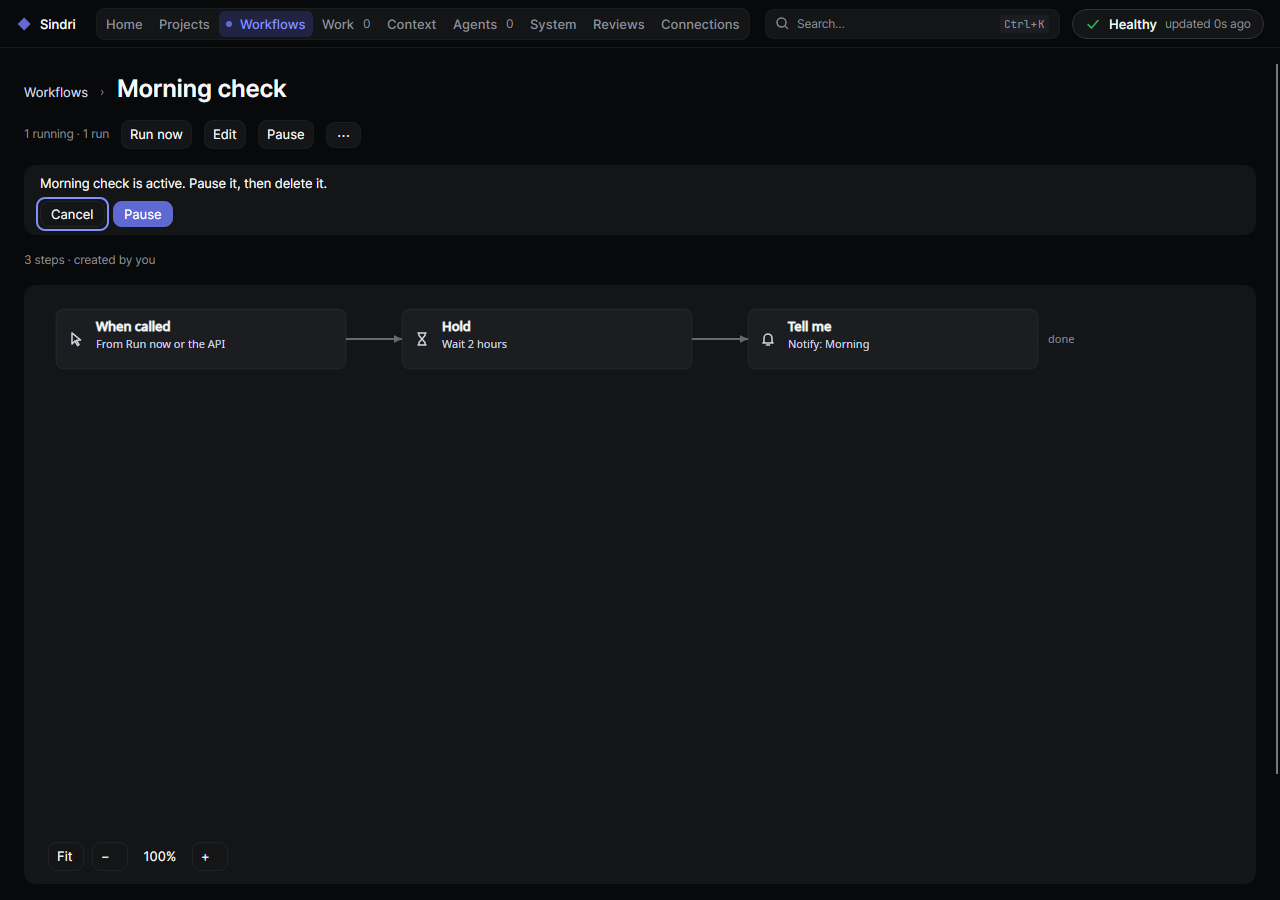 Sindri Home Projects Workflows Work 0 Context Agents 0 System Reviews Connections Search... Ctrl+K Healthy updated 0s ago
Workflows › Morning check
1 running · 1 run Run now Edit Pause ...
Morning check is active. Pause it, then delete it.
Cancel Pause
3 steps · created by you
When called
From Run now or the API
Hold
Wait 2 hours
Tell me
Notify: Morning
done
Fit − 100% +